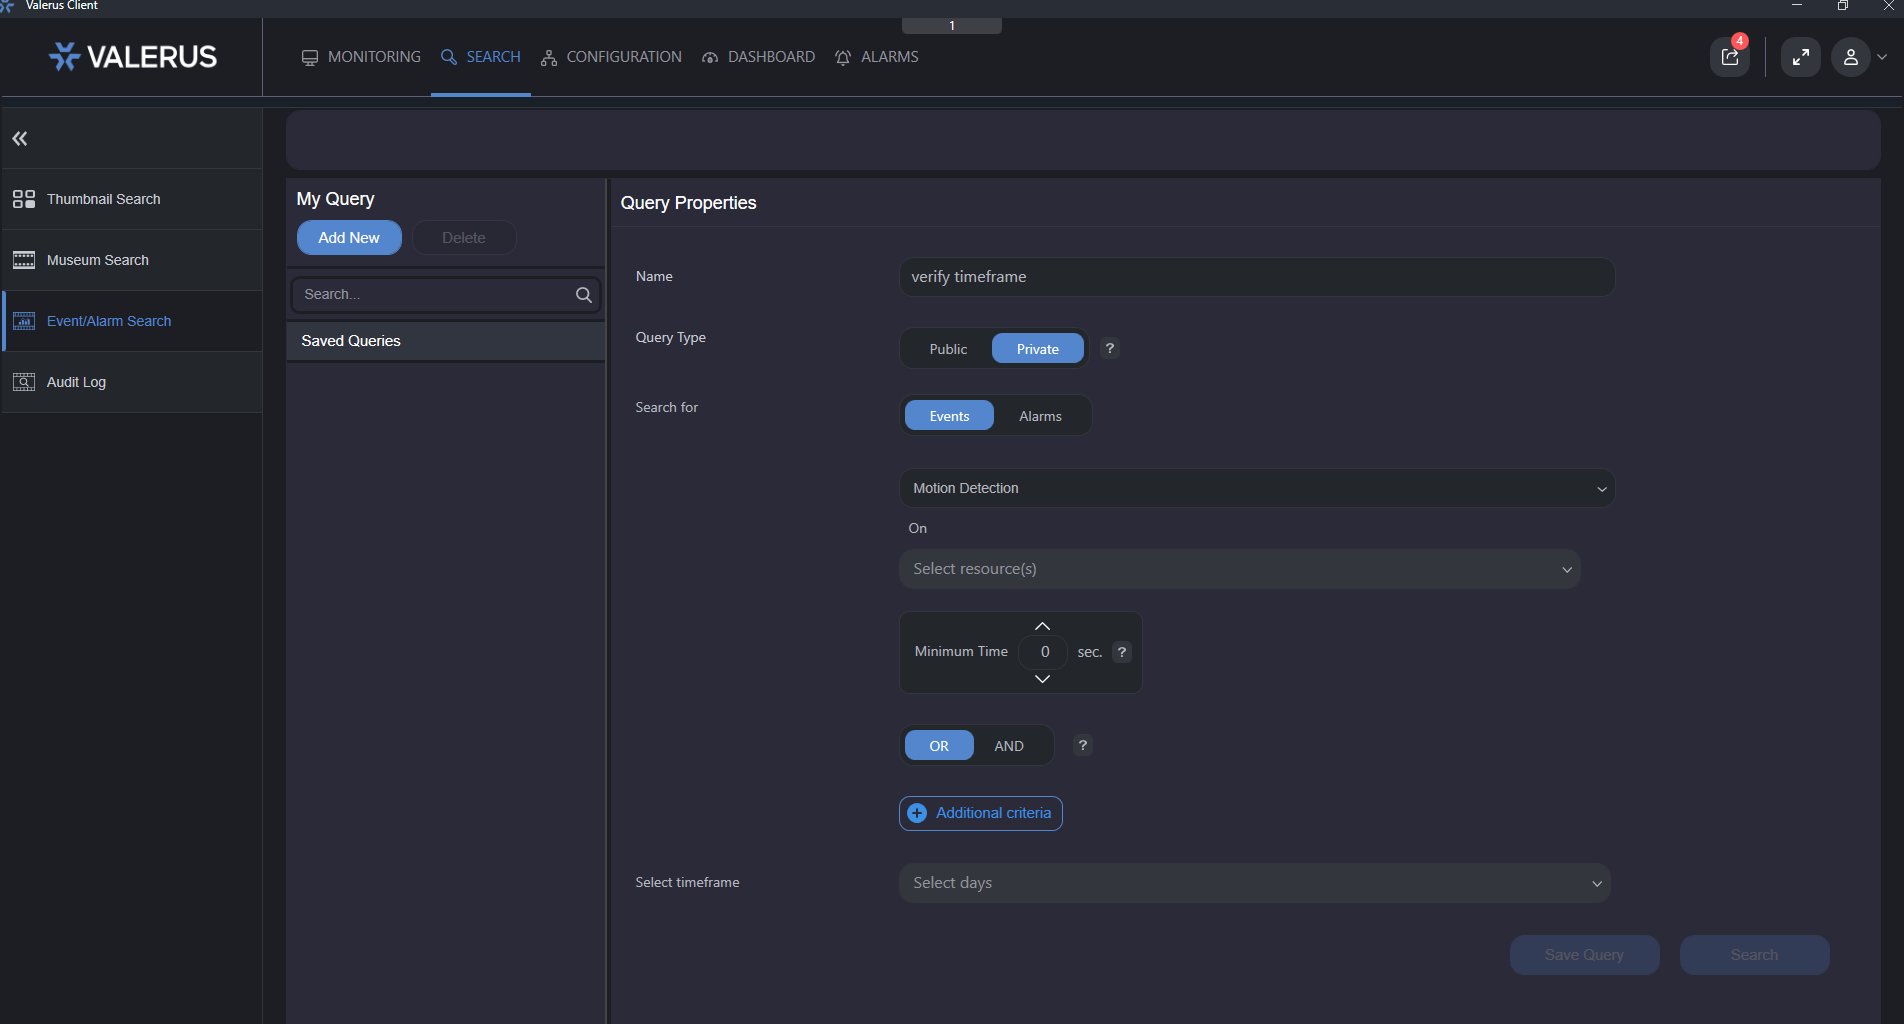 Valerus Client
1
VALERUS
MONITORING
SEARCH
CONFIGURATION
DASHBOARD
ALARMS
4
Thumbnail Search
Museum Search
Event/Alarm Search
Audit Log
My Query
Add New
Delete
Search...
Saved Queries
Query Properties
Name
verify timeframe
Query Type
Public
Private
?
Search for
Events
Alarms
Motion Detection
On
Select resource(s)
Minimum Time
0
sec.
?
OR
AND
?
Additional criteria
Select timeframe
Select days
Save Query
Search